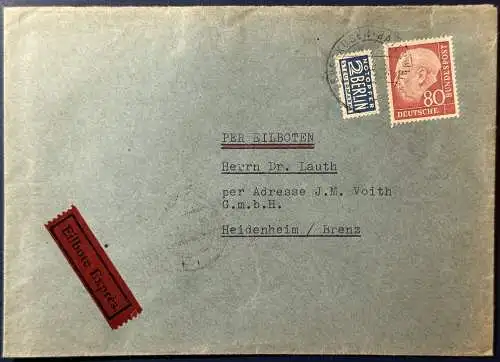 NOTOPFER
2 BERLIN
STEUERMARKE
80
DEUTSCHE
BUNDESPOST
PER EILBOTEN
Herrn Dr. Lauth
per Adresse J.M. Voith
G.m.b.H.
Heidenheim / Brenz
Eilbote Exprès